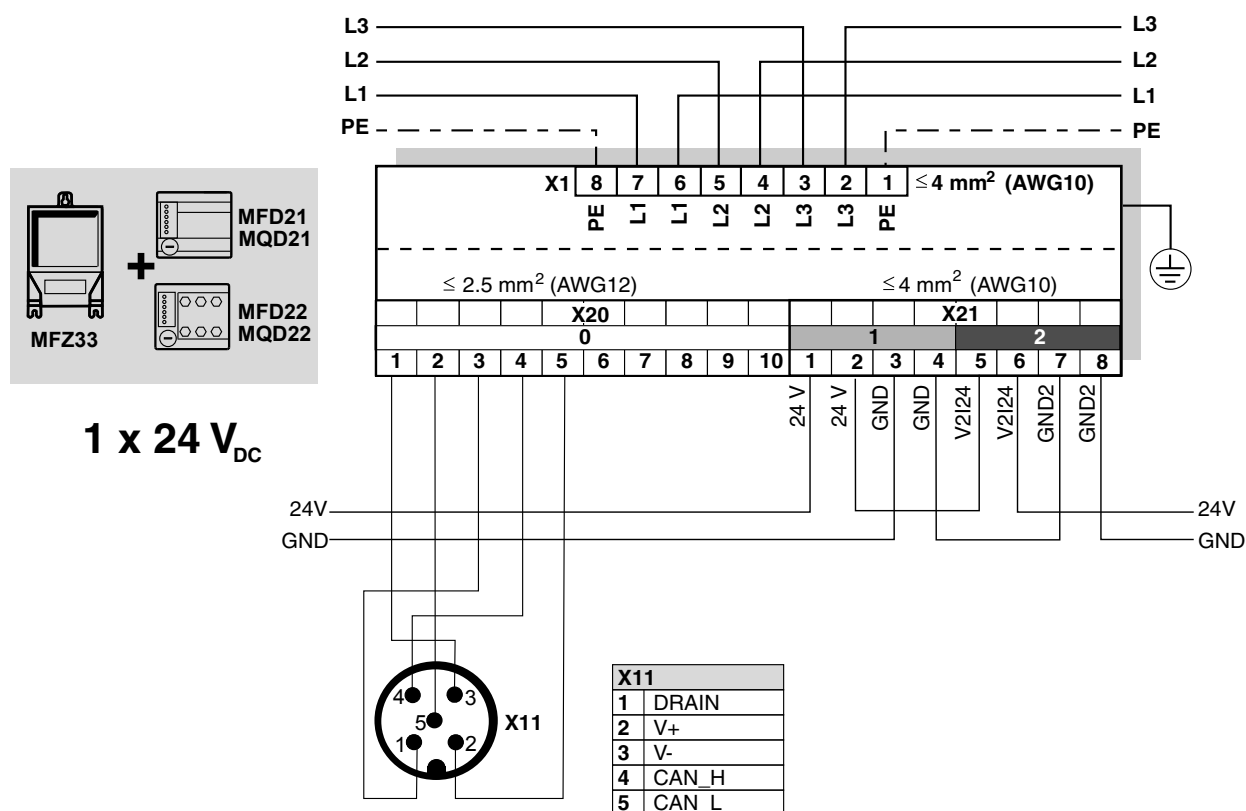 L3 L3
L2 L2
L1 L1
PE PE
X1 8 7 6 5 4 3 2 1 ≤ 4 mm² (AWG10)
PE L1 L1 L2 L2 L3 L3 PE
MFD21
MQD21
MFD22
MQD22
MFZ33
+
1 x 24 V DC
≤ 2.5 mm² (AWG12) ≤ 4 mm² (AWG10)
X20 X21
0 1 2
1 2 3 4 5 6 7 8 9 10 1 2 3 4 5 6 7 8
24 V 24 V GND GND V2I24 V2I24 GND2 GND2
24V 24V
GND GND
4 3
5 X11
1 2
X11
1 DRAIN
2 V+
3 V-
4 CAN_H
5 CAN_L